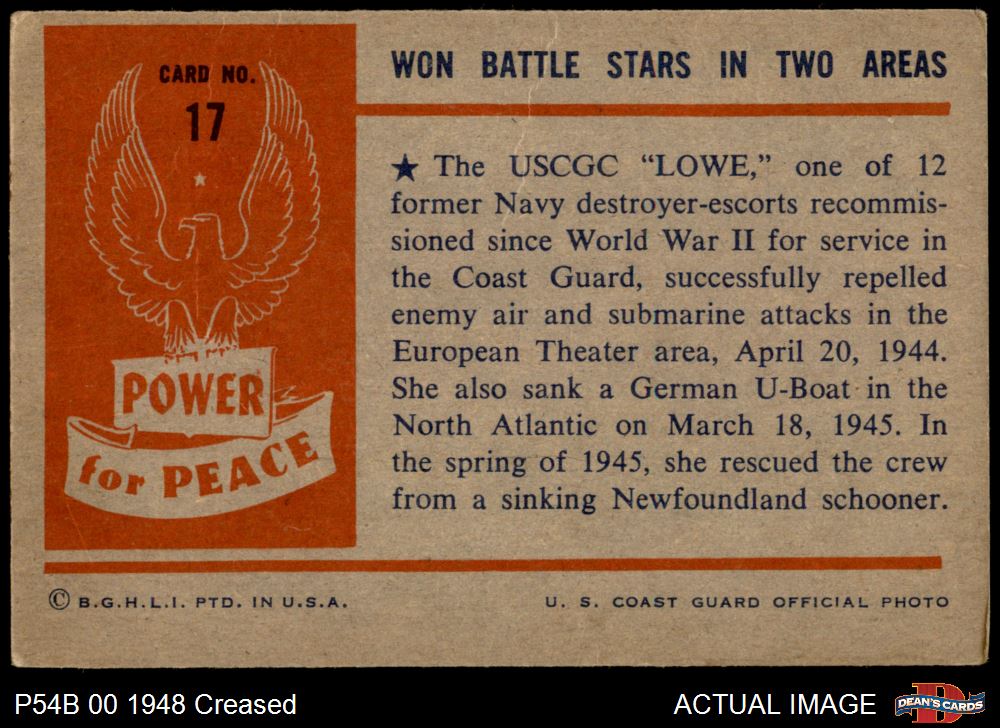 CARD NO.
17
POWER
for PEACE
WON BATTLE STARS IN TWO AREAS
★ The USCGC “LOWE,” one of 12
former Navy destroyer-escorts recommis-
sioned since World War II for service in
the Coast Guard, successfully repelled
enemy air and submarine attacks in the
European Theater area, April 20, 1944.
She also sank a German U-Boat in the
North Atlantic on March 18, 1945. In
the spring of 1945, she rescued the crew
from a sinking Newfoundland schooner.
© B.G.H.L.I. PTD. IN U.S.A.
U. S. COAST GUARD OFFICIAL PHOTO
P54B 00 1948 Creased
ACTUAL IMAGE
D
DEAN'S CARDS